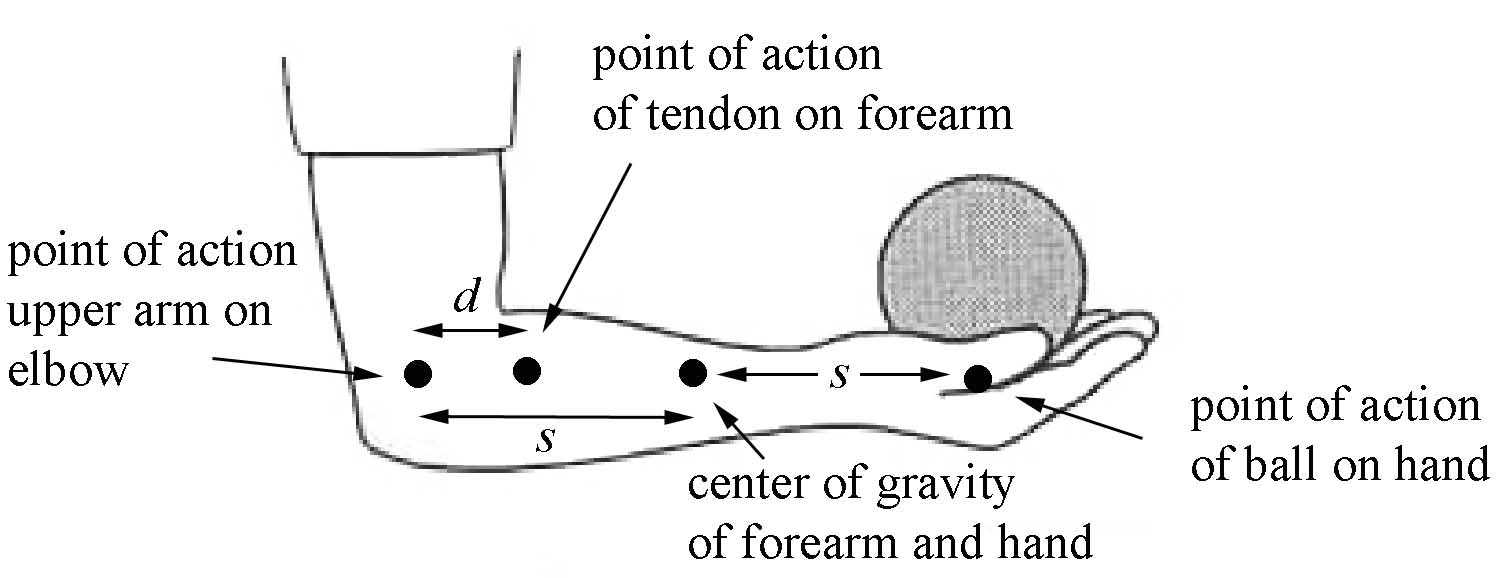 point of action
of tendon on forearm
point of action
upper arm on
elbow
d
s
s
point of action
of ball on hand
center of gravity
of forearm and hand